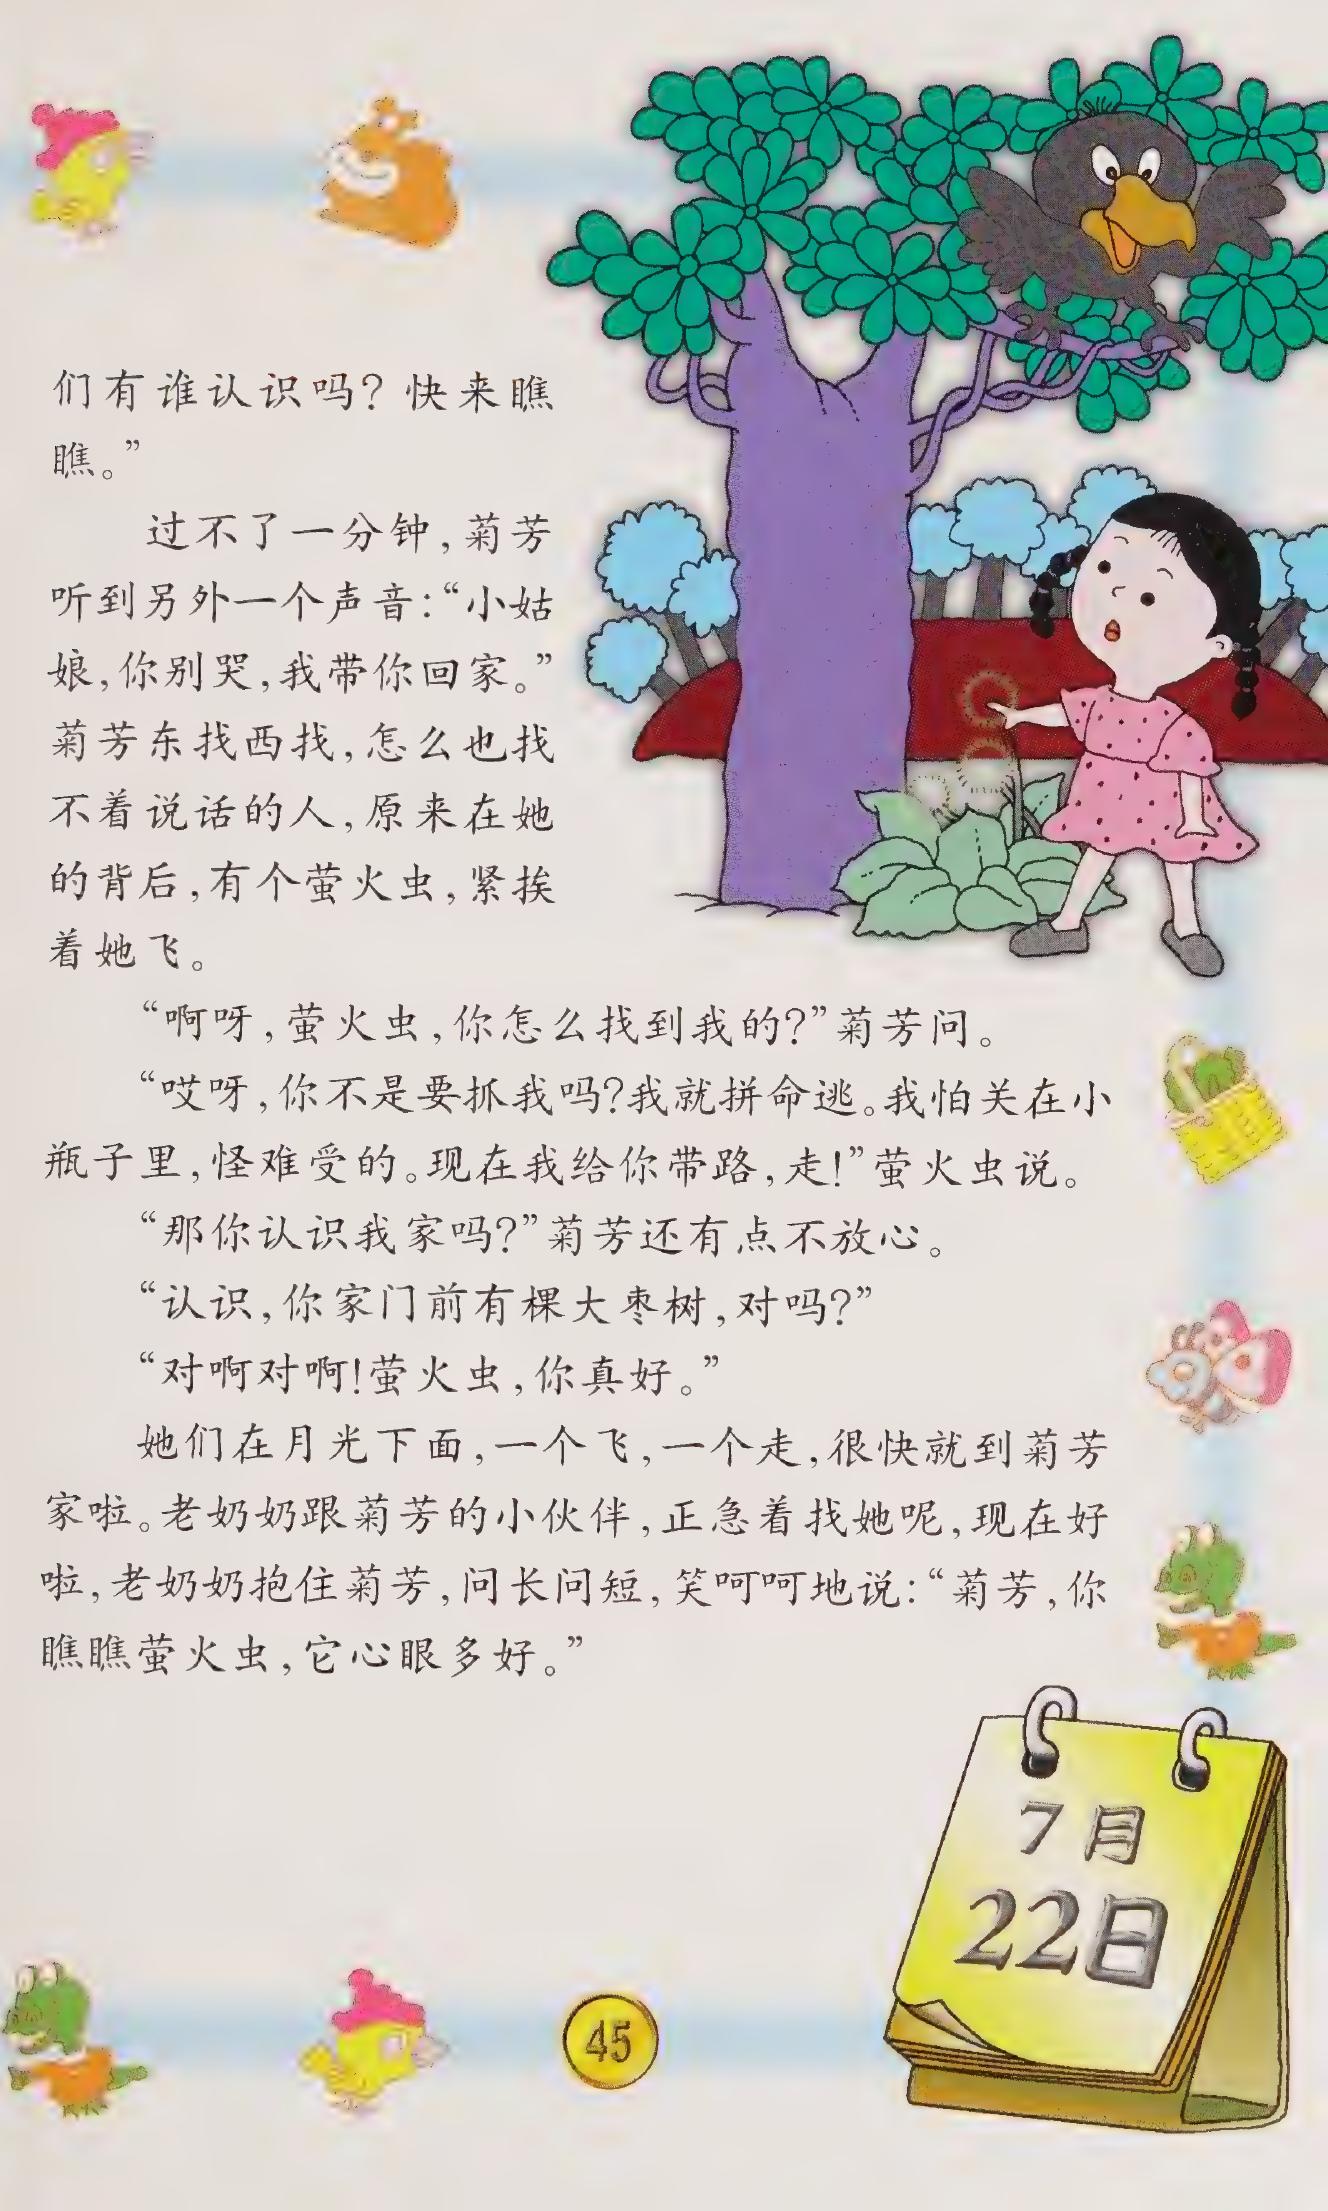 们有谁认识吗？快来瞧
瞧。”
过不了一分钟，菊芳
听到另外一个声音：“小姑
娘，你别哭，我带你回家。”
菊芳东找西找，怎么也找
不着说话的人，原来在她
的背后，有个萤火虫，紧挨
着她飞。
“啊呀，萤火虫，你怎么找到我的？”菊芳问。
“哎呀，你不是要抓我吗？我就拼命逃。我怕关在小
瓶子里，怪难受的。现在我给你带路，走！”萤火虫说。
“那你认识我家吗？”菊芳还有点不放心。
“认识，你家门前有棵大枣树，对吗？”
“对啊对啊！萤火虫，你真好。”
她们在月光下面，一个飞，一个走，很快就到菊芳
家啦。老奶奶跟菊芳的小伙伴，正急着找她呢，现在好
啦，老奶奶抱住菊芳，问长问短，笑呵呵地说：“菊芳，你
瞧瞧萤火虫，它心眼多好。”
7月
22日
45